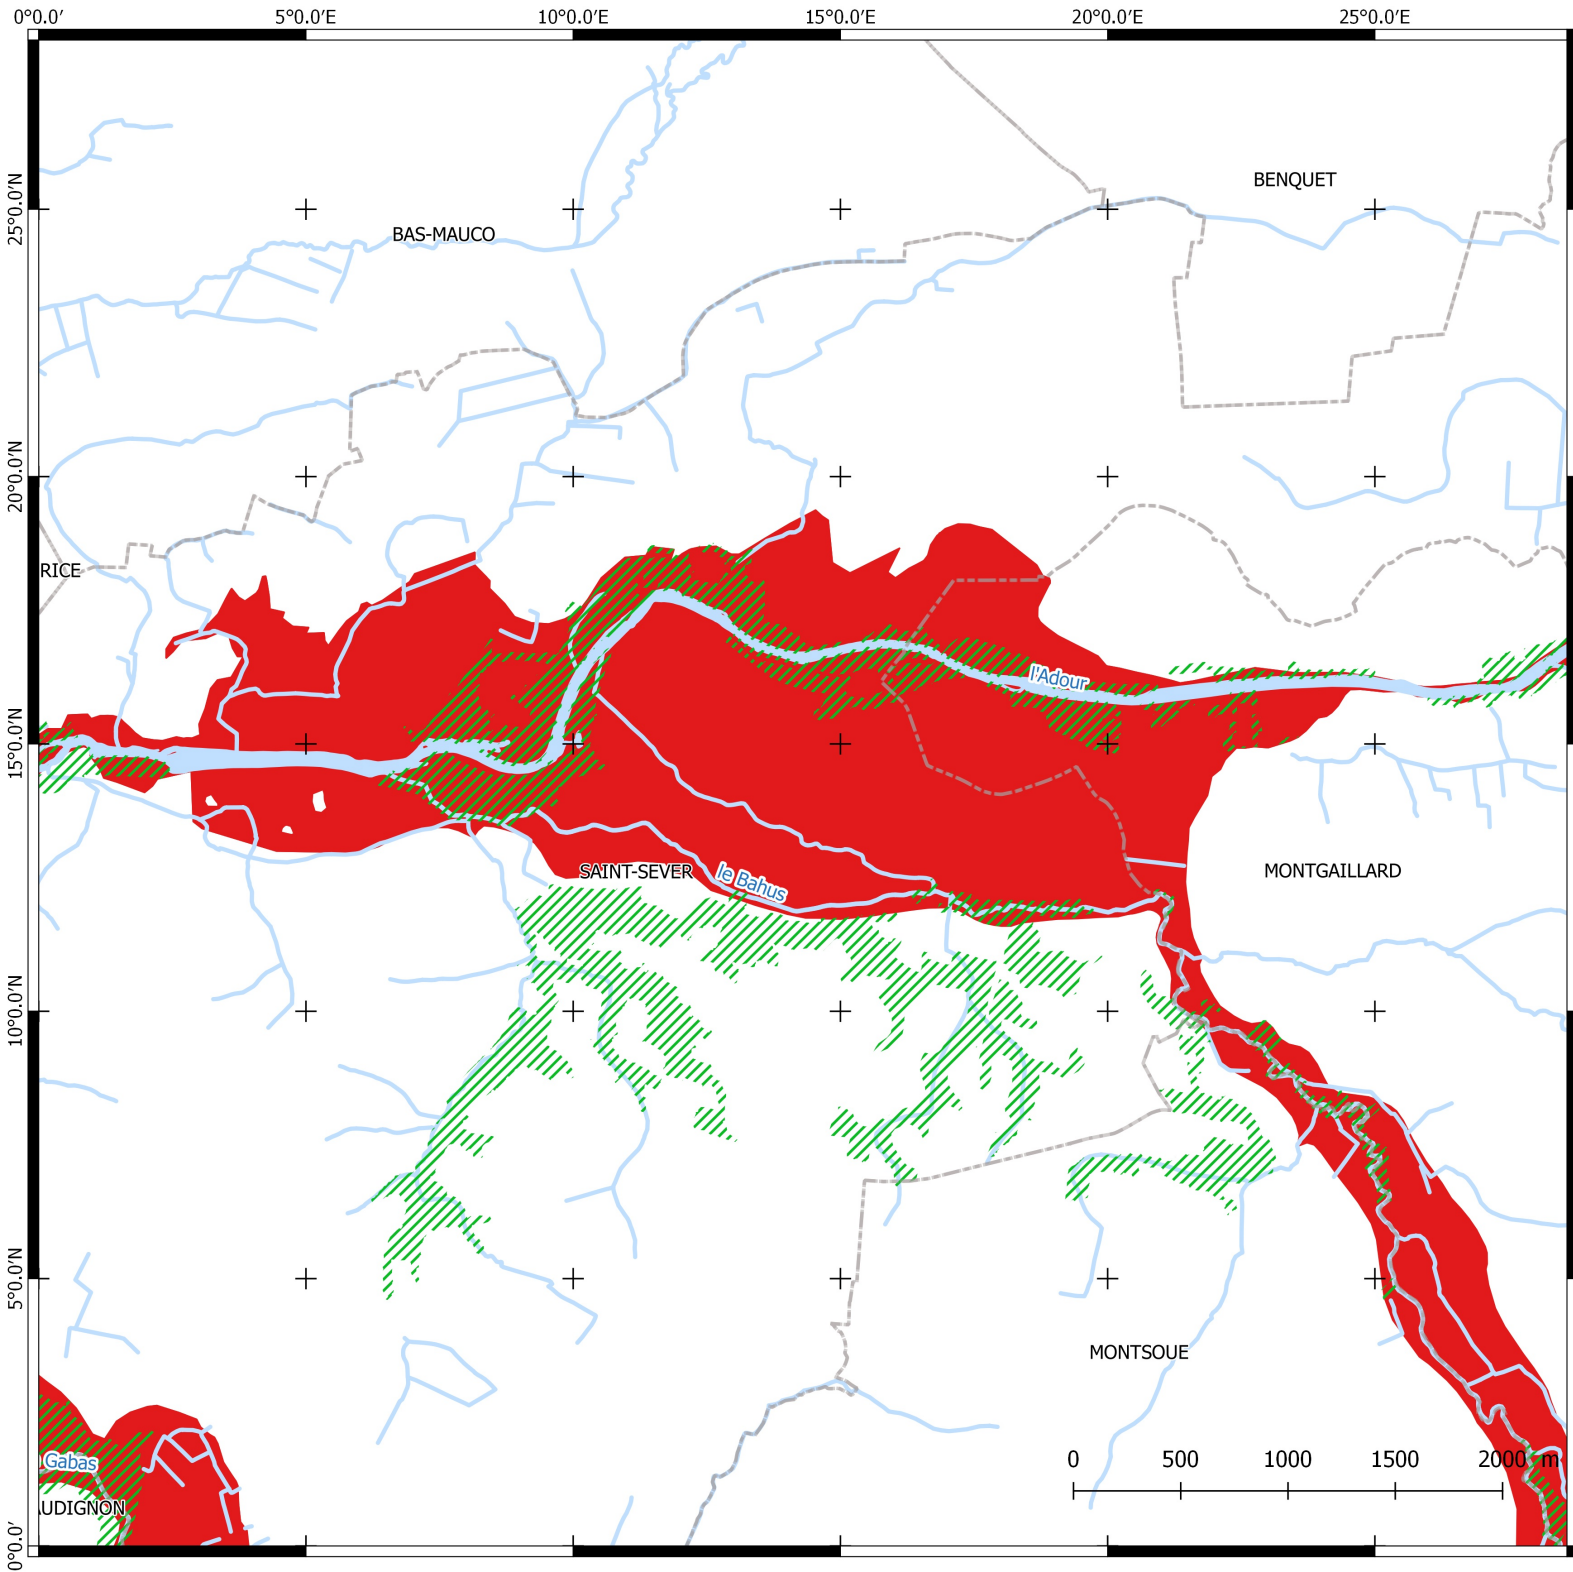 0°0.0′ 5°0.0′E 10°0.0′E 15°0.0′E 20°0.0′E 25°0.0′E
BENQUET
25°0.0′N
BAS-MAUCO
20°0.0′N
RICE
l'Adour
15°0.0′N
SAINT-SEVER
le Bahus
MONTGAILLARD
10°0.0′N
5°0.0′N
MONTSOUE
Gabas
0 500 1000 1500 2000 m
UDIGNON
0°0.0′